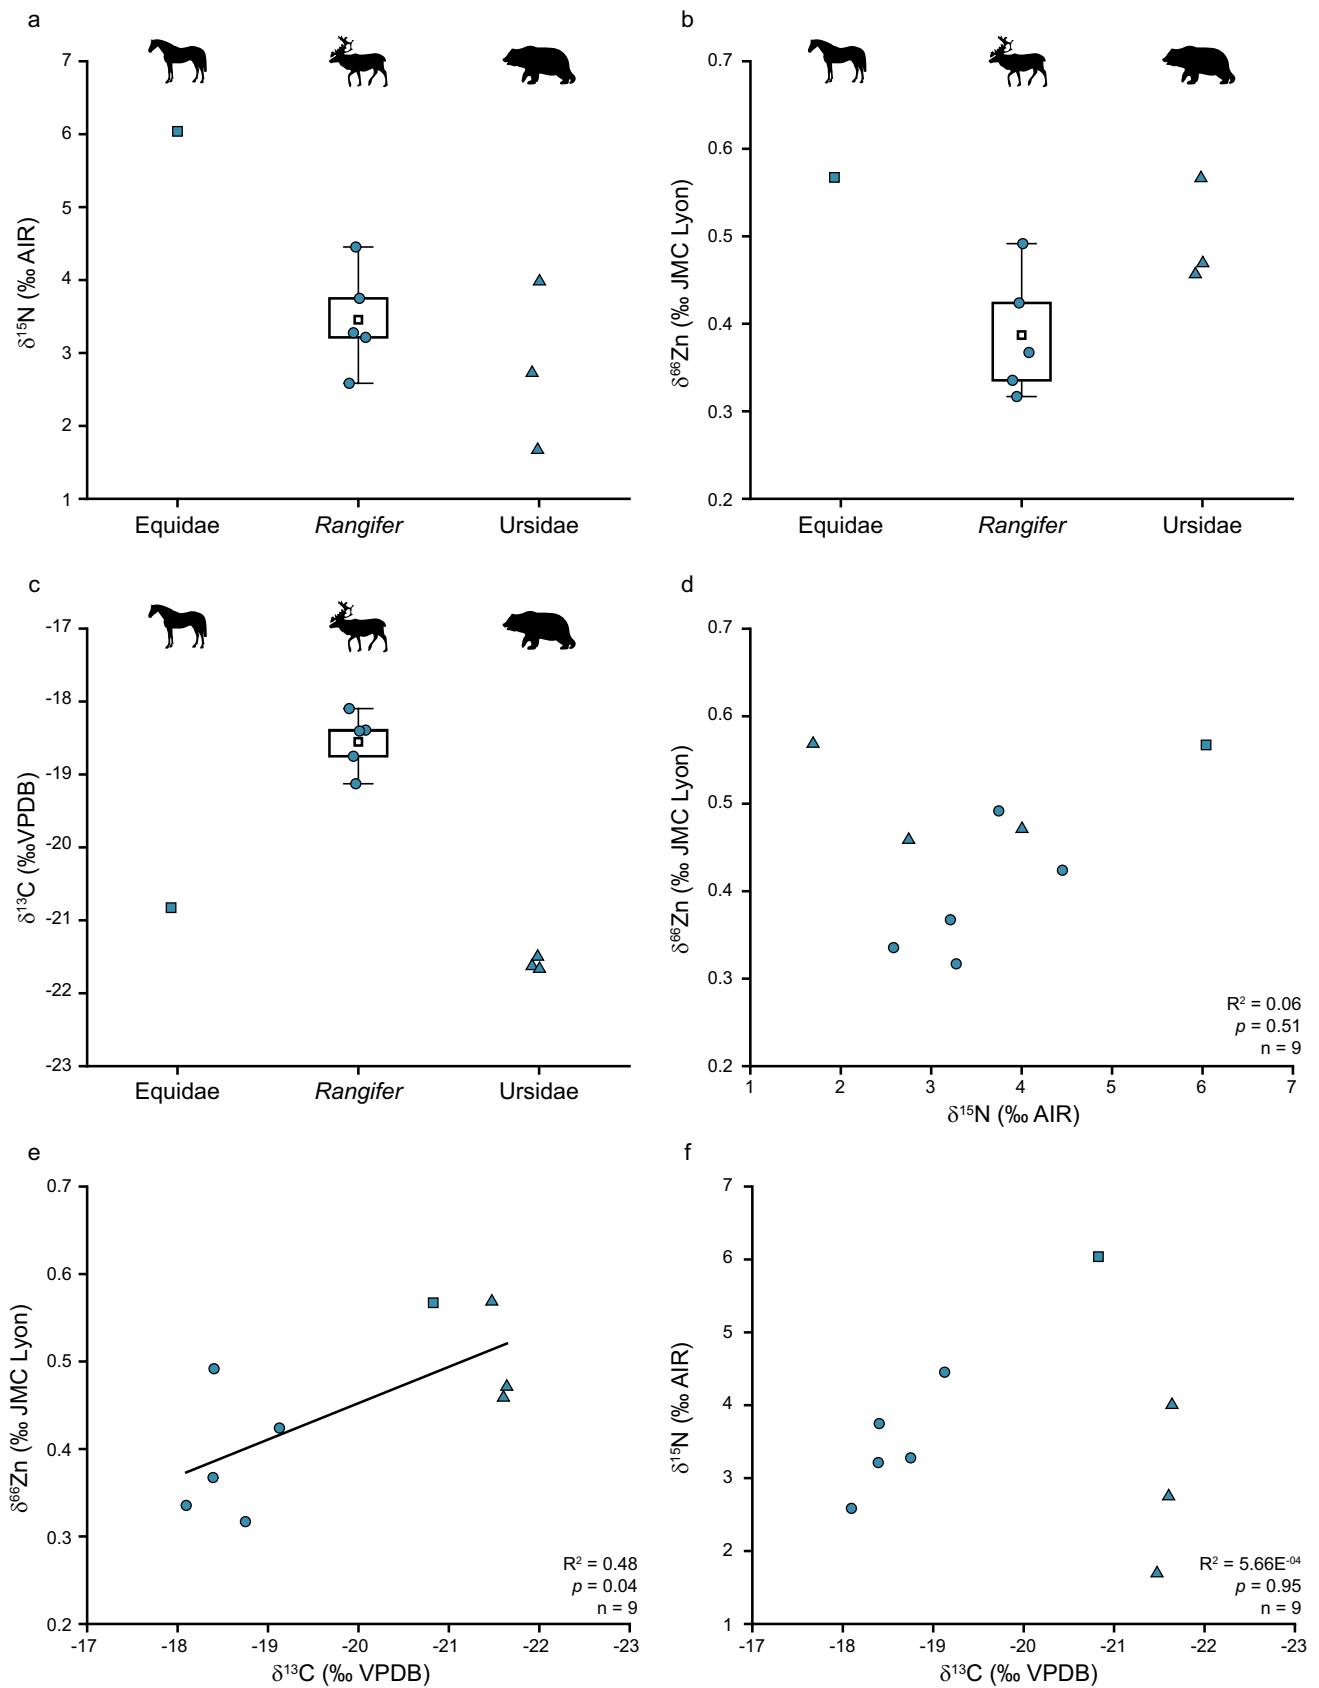 a
7
6
5
4
3
2
1
δ15N (‰ AIR)
Equidae Rangifer Ursidae
b
0.7
0.6
0.5
0.4
0.3
0.2
δ66Zn (‰ JMC Lyon)
Equidae Rangifer Ursidae
c
-17
-18
-19
-20
-21
-22
-23
δ13C (‰VPDB)
Equidae Rangifer Ursidae
d
0.7
0.6
0.5
0.4
0.3
0.2
δ66Zn (‰ JMC Lyon)
R2 = 0.06
p = 0.51
n = 9
1 2 3 4 5 6 7
δ15N (‰ AIR)
e
0.7
0.6
0.5
0.4
0.3
0.2
δ66Zn (‰ JMC Lyon)
R2 = 0.48
p = 0.04
n = 9
-17 -18 -19 -20 -21 -22 -23
δ13C (‰ VPDB)
f
7
6
5
4
3
2
1
δ15N (‰ AIR)
R2 = 5.66E-04
p = 0.95
n = 9
-17 -18 -19 -20 -21 -22 -23
δ13C (‰ VPDB)